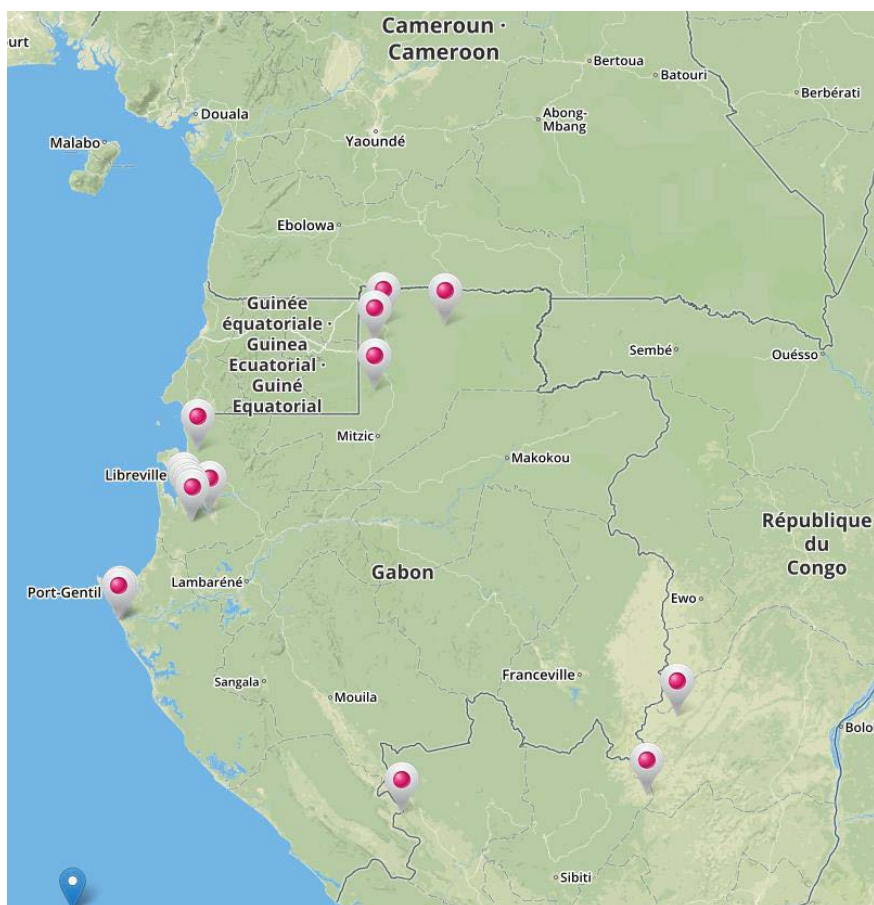 Cameroun ·
Cameroon
ourt
Bertoua
Batouri
Berbérati
Douala
Abong-
Mbang
Malabo
Yaoundé
Ebolowa
Guinée
équatoriale ·
Guinea
Ecuatorial ·
Guiné
Equatorial
Sembé
Ouésso
Mitzic
Makokou
Libreville
République
du
Congo
Gabon
Lambaréné
Port-Gentil
Ewo
Sangala
Mouila
Franceville
Bolo
Sibiti